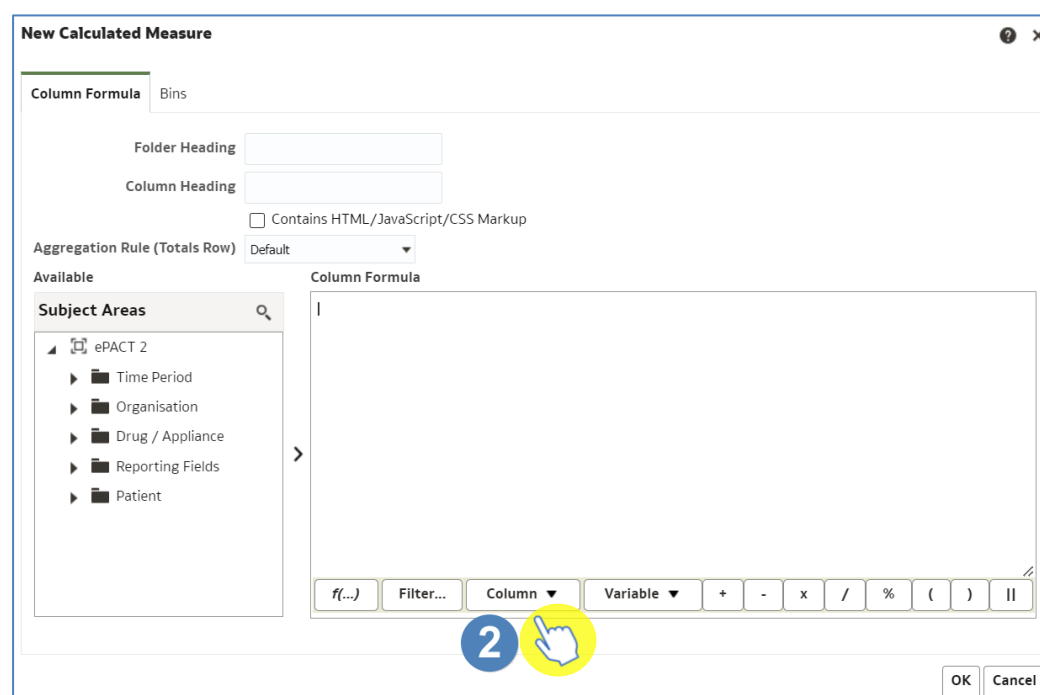 New Calculated Measure
Column Formula Bins
Folder Heading
Column Heading
Contains HTML/JavaScript/CSS Markup
Aggregation Rule (Totals Row) Default
Available Column Formula
Subject Areas
ePACT 2
Time Period
Organisation
Drug / Appliance
Reporting Fields
Patient
f(...) Filter... Column Variable + - x / % ( ) ||
2
OK Cancel